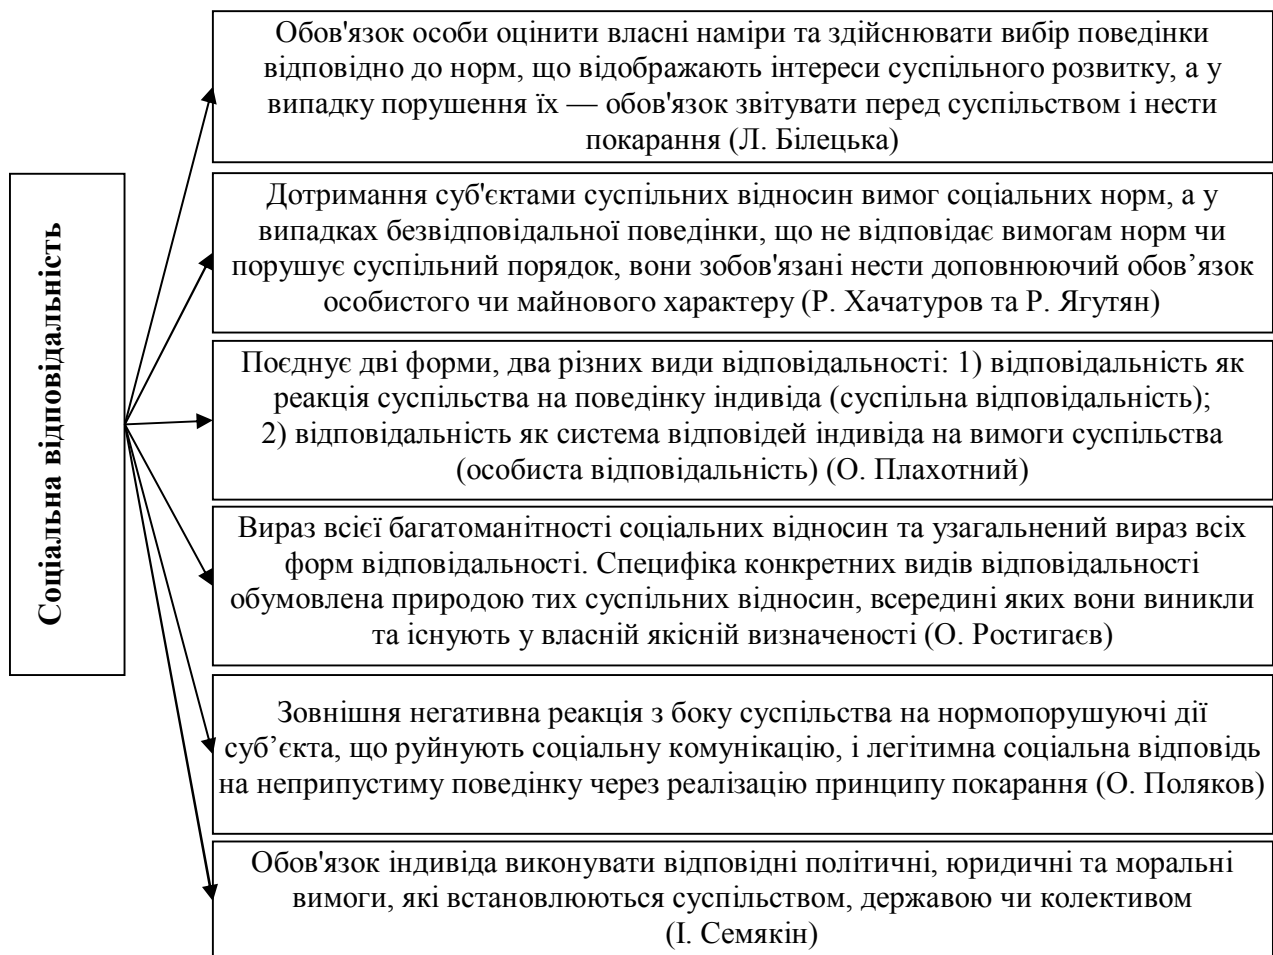 Соціальна відповідальність
Обов'язок особи оцінити власні наміри та здійснювати вибір поведінки
відповідно до норм, що відображають інтереси суспільного розвитку, а у
випадку порушення їх — обов'язок звітувати перед суспільством і нести
покарання (Л. Білецька)
Дотримання суб'єктами суспільних відносин вимог соціальних норм, а у
випадках безвідповідальної поведінки, що не відповідає вимогам норм чи
порушує суспільний порядок, вони зобов'язані нести доповнюючий обов’язок
особистого чи майнового характеру (Р. Хачатуров та Р. Ягутян)
Поєднує дві форми, два різних види відповідальності: 1) відповідальність як
реакція суспільства на поведінку індивіда (суспільна відповідальність);
2) відповідальність як система відповідей індивіда на вимоги суспільства
(особиста відповідальність) (О. Плахотний)
Вираз всієї багатоманітності соціальних відносин та узагальнений вираз всіх
форм відповідальності. Специфіка конкретних видів відповідальності
обумовлена природою тих суспільних відносин, всередині яких вони виникли
та існують у власній якісній визначеності (О. Ростигаєв)
Зовнішня негативна реакція з боку суспільства на нормопорушуючі дії
суб’єкта, що руйнують соціальну комунікацію, і легітимна соціальна відповідь
на неприпустиму поведінку через реалізацію принципу покарання (О. Поляков)
Обов'язок індивіда виконувати відповідні політичні, юридичні та моральні
вимоги, які встановлюються суспільством, державою чи колективом
(І. Семякін)